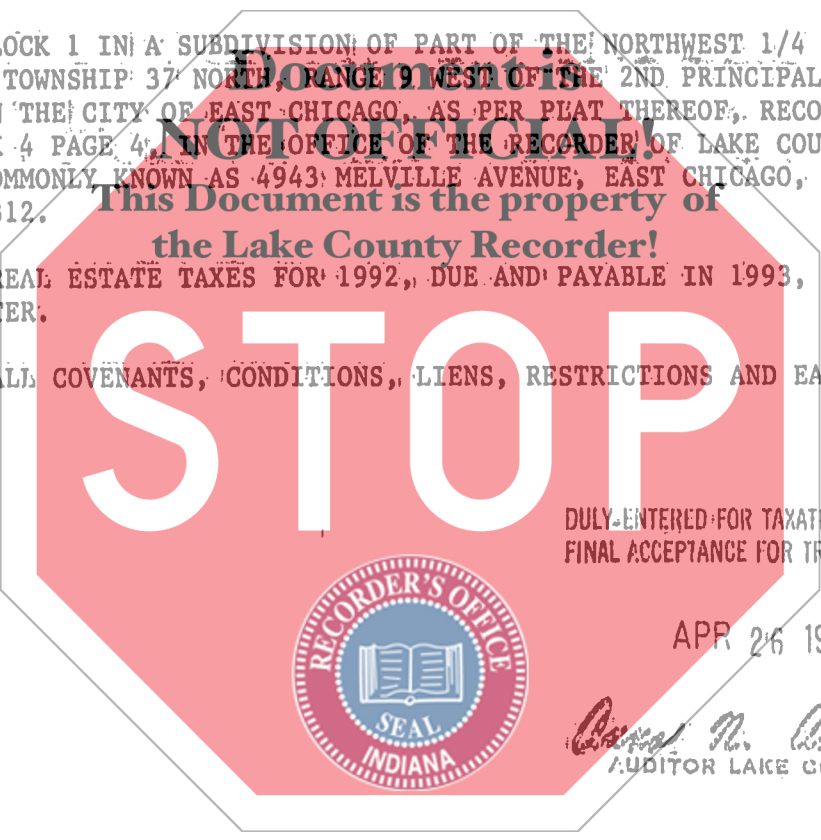 LOCK 1 IN A SUBDIVISION OF PART OF THE NORTHWEST 1/4
Document is
TOWNSHIP 37 NORTH, RANGE 9 WEST OF THE 2ND PRINCIPAL
THE CITY OF EAST CHICAGO, AS PER PLAT THEREOF, RECO
NOT OFFICIAL!
4 PAGE 4, IN THE OFFICE OF THE RECORDER OF LAKE COU
OMMONLY KNOWN AS 4943 MELVILLE AVENUE, EAST CHICAGO,
This Document is the property of
312.
the Lake County Recorder!
REAL ESTATE TAXES FOR 1992, DUE AND PAYABLE IN 1993,
TER.
STOP
ALL COVENANTS, CONDITIONS, LIENS, RESTRICTIONS AND EA
DULY ENTERED FOR TAXATI
FINAL ACCEPTANCE FOR TR
RECORDER'S OFFICE
SEAL
INDIANA
APR 26 19
AUDITOR LAKE CO